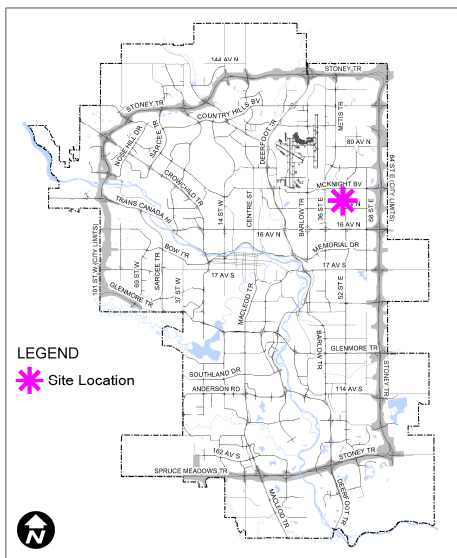 144 AV N
STONEY TR
STONEY TR
COUNTRY HILLS BV
METIS TR
NOSE HILL DR
SARCEE TR
DEERFOOT TR
80 AV N
CROWCHILD TR
MCKNIGHT BV
84 ST E (CITY LIMITS)
TRANS CANADA HI
14 ST W
CENTRE ST
BARLOW TR
36 ST E
N
68 ST E
16 AV N
16 AV N
101 ST W (CITY LIMITS)
BOW TR
MEMORIAL DR
69 ST W
SARCEE TR
37 ST W
17 AV S
17 AV S
52 ST E
GLENMORE TR
MACLEOD TR
BARLOW TR
GLENMORE TR
LEGEND
Site Location
SOUTHLAND DR
STONEY TR
ANDERSON RD
114 AV S
162 AV S
STONEY TR
SPRUCE MEADOWS TR
MACLEOD TR
DEERFOOT TR
N